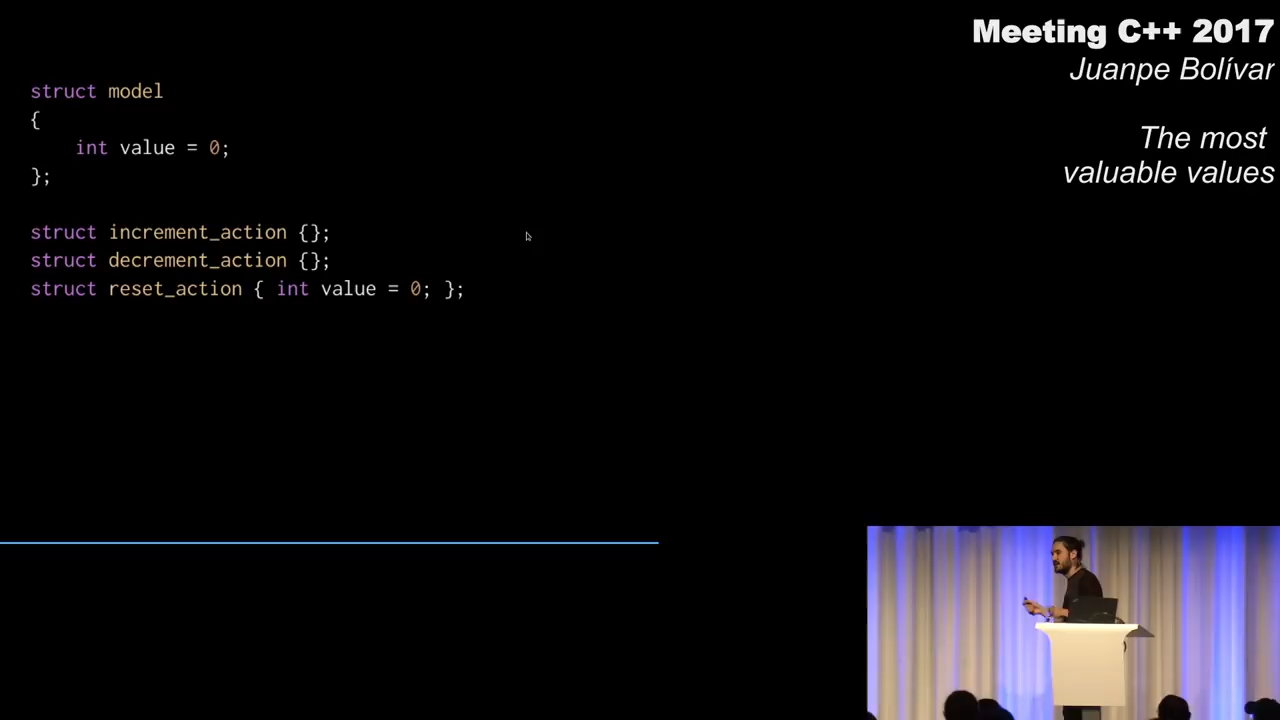 struct model
{
    int value = 0;
};
struct increment_action {};
struct decrement_action {};
struct reset_action { int value = 0; };
Meeting C++ 2017
Juanpe Bolívar
The most
valuable values